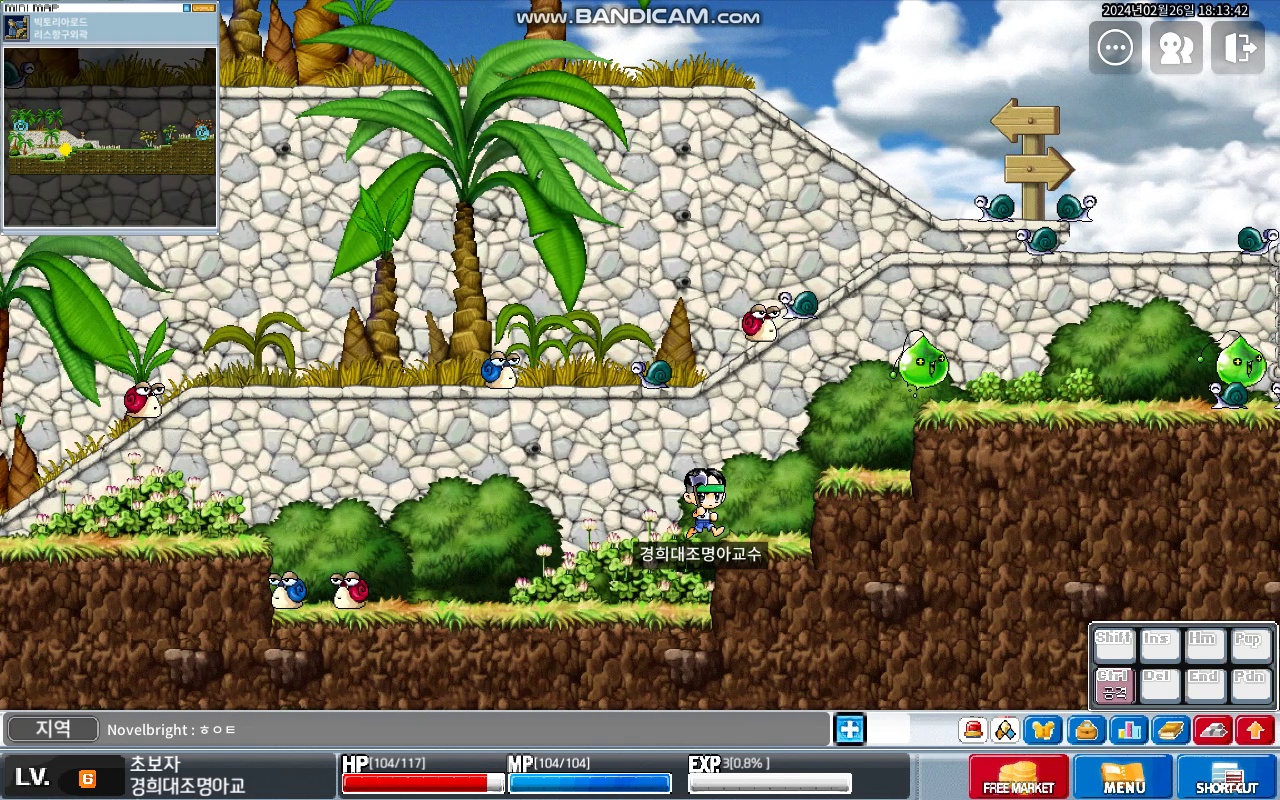 MINI MAP
빅토리아로드
리스항구외곽
www.BANDICAM.com
2024년02월26일 18:13:42
경희대조명아교수
Shift Ins Hm Pup
Ctrl Del End Pdn
공격
지역 Novelbright : ㅎㅇㅌ
LV. 6
초보자
경희대조명아교
HP[104/117] MP[104/104] EXP 3[0.8% ]
FREE MARKET MENU SHORTCUT